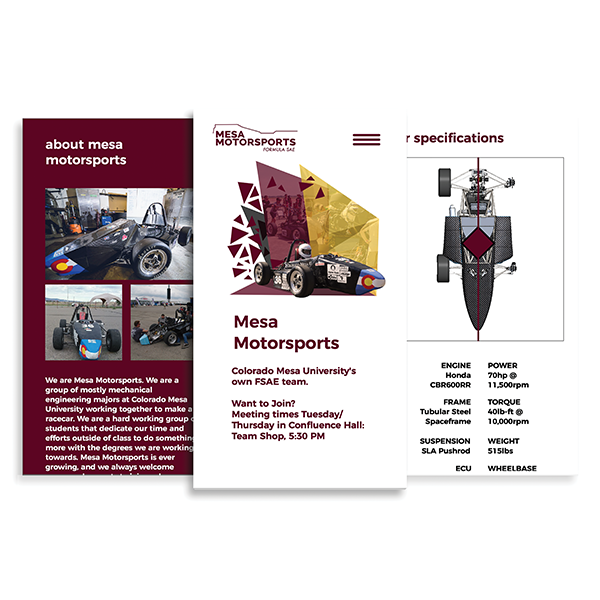 about mesa
motorsports
We are Mesa Motorsports. We are a
group of mostly mechanical
engineering majors at Colorado Mesa
University working together to make a
racecar. We are a hard working group
students that dedicate our time and
efforts outside of class to do somethin
more with the degrees we are working
towards. Mesa Motorsports is ever
growing, and we always welcome
MESA
MOTORSPORTS
FORMULA SAE
Mesa
Motorsports
Colorado Mesa University's
own FSAE team.
Want to Join?
Meeting times Tuesday/
Thursday in Confluence Hall:
Team Shop, 5:30 PM
r specifications
ENGINE POWER
Honda 70hp @
CBR600RR 11,500rpm
FRAME TORQUE
Tubular Steel 40lb-ft @
Spaceframe 10,000rpm
SUSPENSION WEIGHT
SLA Pushrod 515lbs
ECU WHEELBASE